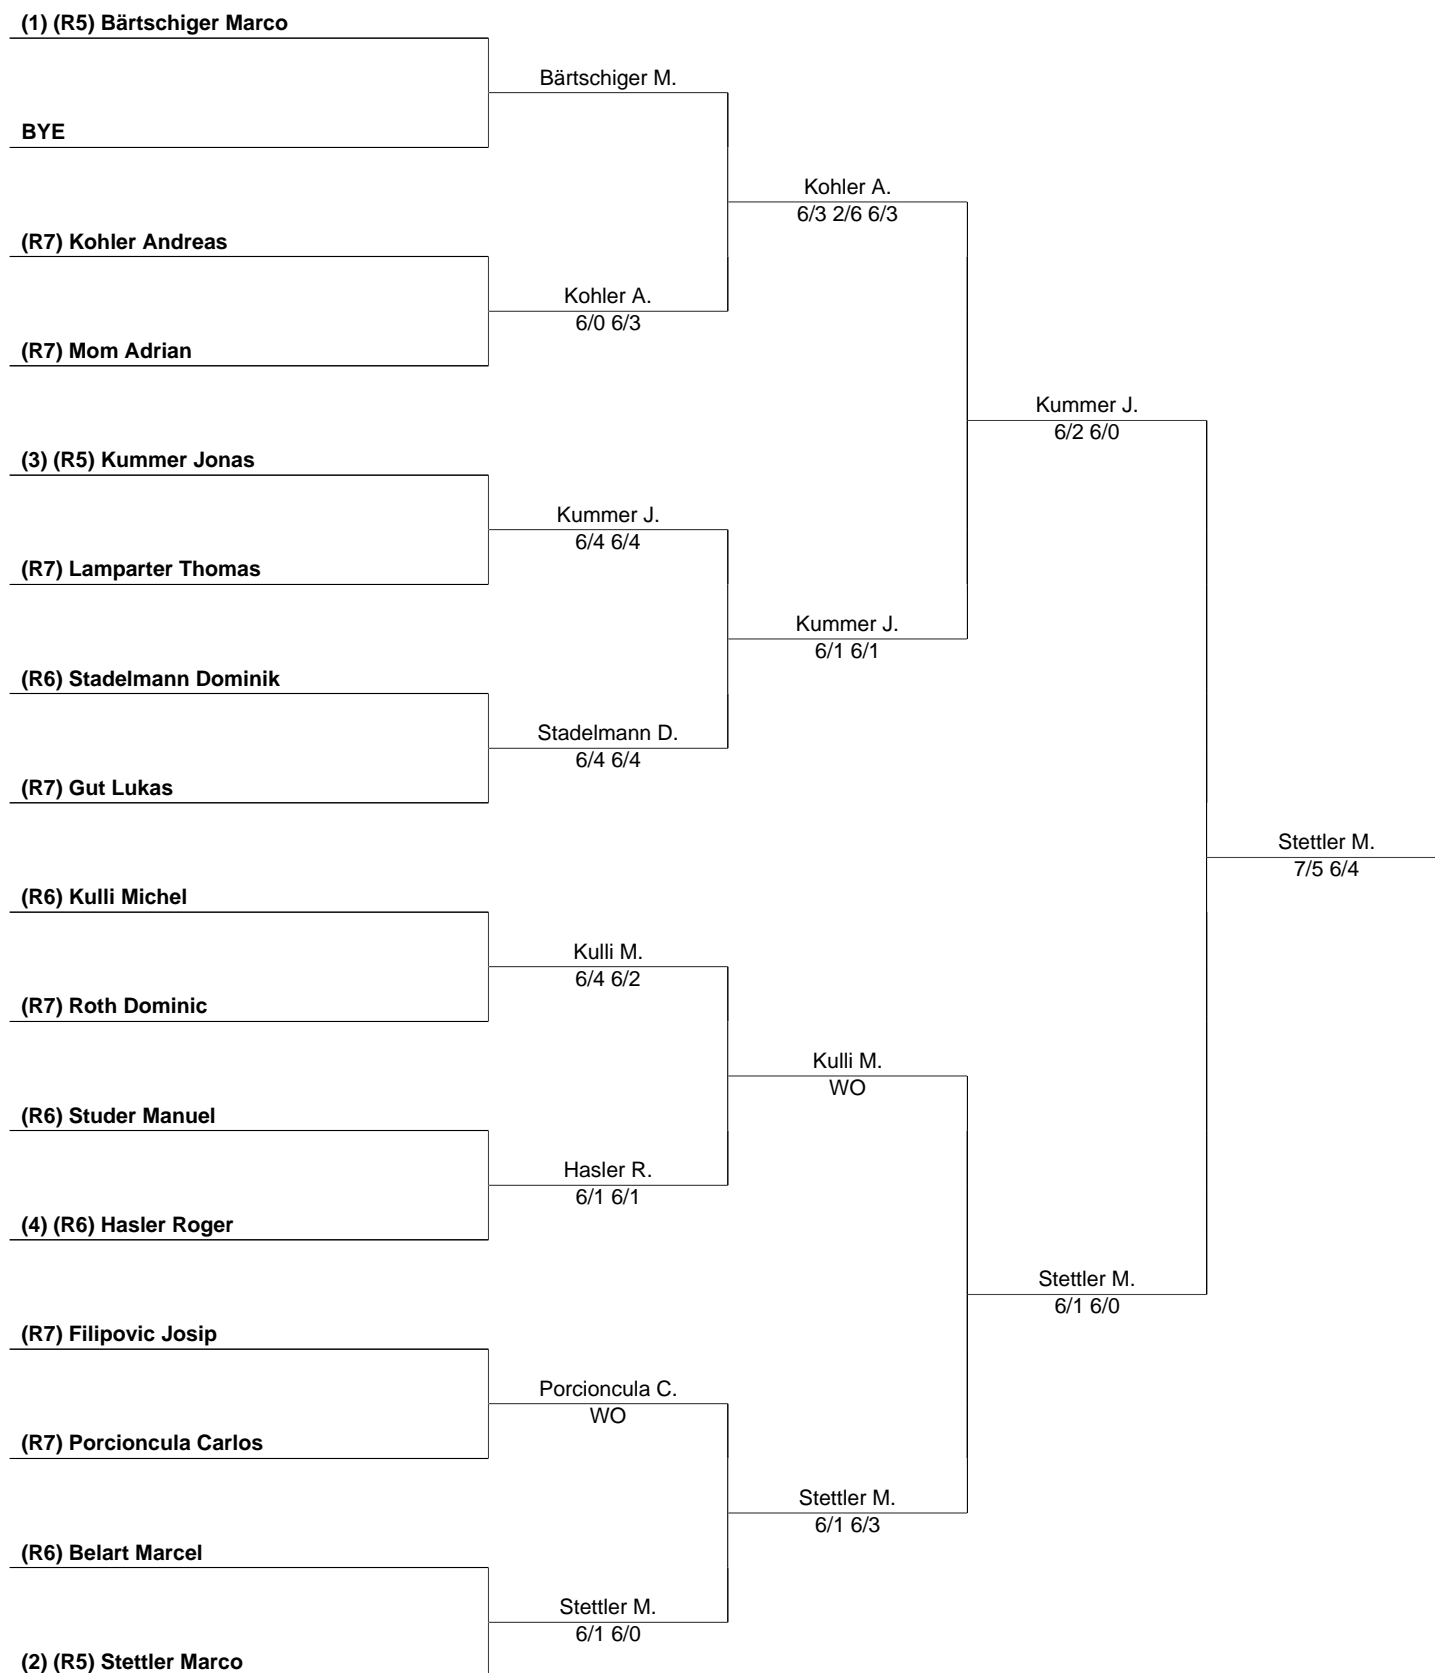 (1) (R5) Bärtschiger Marco
Bärtschiger M.
BYE
Kohler A.
6/3 2/6 6/3
(R7) Kohler Andreas
Kohler A.
6/0 6/3
(R7) Mom Adrian
Kummer J.
6/2 6/0
(3) (R5) Kummer Jonas
Kummer J.
6/4 6/4
(R7) Lamparter Thomas
Kummer J.
6/1 6/1
(R6) Stadelmann Dominik
Stadelmann D.
6/4 6/4
(R7) Gut Lukas
Stettler M.
7/5 6/4
(R6) Kulli Michel
Kulli M.
6/4 6/2
(R7) Roth Dominic
Kulli M.
WO
(R6) Studer Manuel
Hasler R.
6/1 6/1
(4) (R6) Hasler Roger
Stettler M.
6/1 6/0
(R7) Filipovic Josip
Porcioncula C.
WO
(R7) Porcioncula Carlos
Stettler M.
6/1 6/3
(R6) Belart Marcel
Stettler M.
6/1 6/0
(2) (R5) Stettler Marco